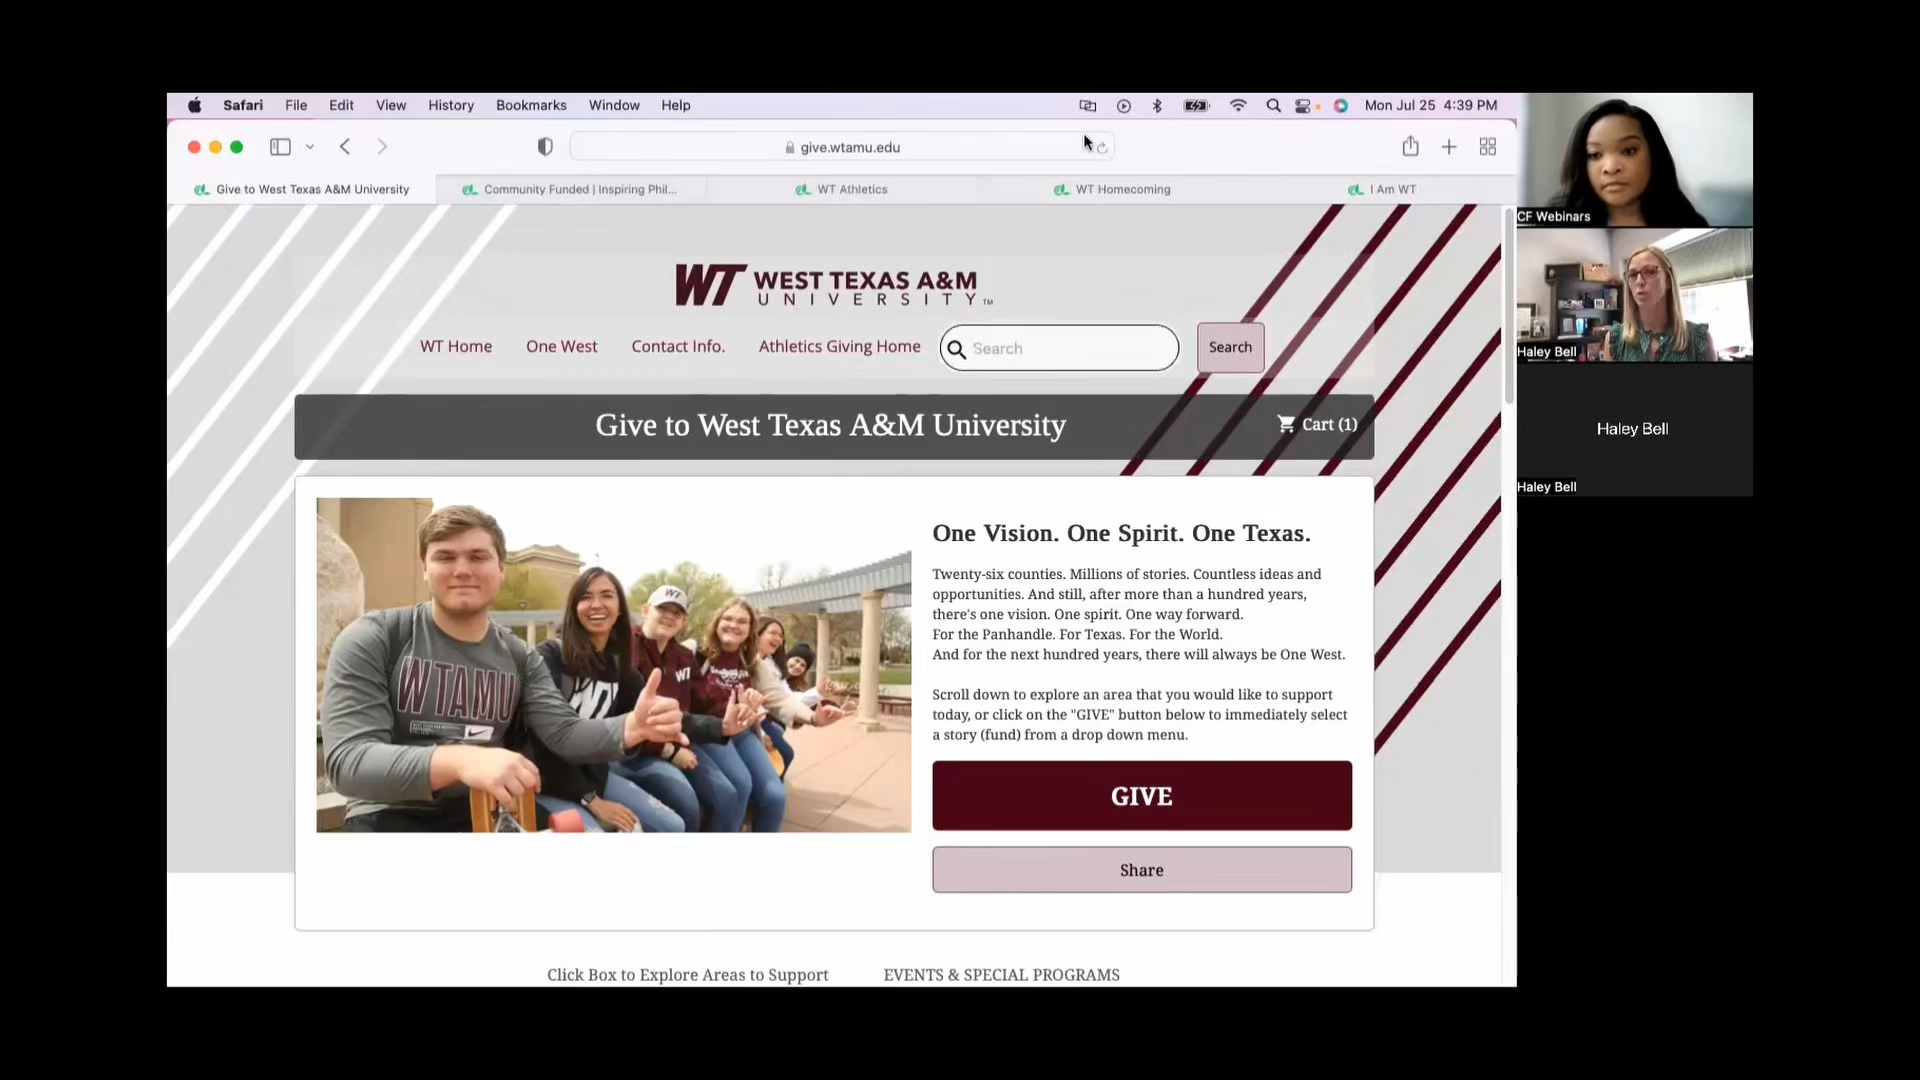 Safari File Edit View History Bookmarks Window Help Mon Jul 25 4:39 PM
give.wtamu.edu
Give to West Texas A&M University Community Funded | Inspiring Phil... WT Athletics WT Homecoming I Am WT
CF Webinars
WT WEST TEXAS A&M
UNIVERSITY™
WT Home One West Contact Info. Athletics Giving Home Search Search
Haley Bell
Give to West Texas A&M University Cart (1)
Haley Bell
Haley Bell
One Vision. One Spirit. One Texas.
Twenty-six counties. Millions of stories. Countless ideas and
opportunities. And still, after more than a hundred years,
there's one vision. One spirit. One way forward.
For the Panhandle. For Texas. For the World.
And for the next hundred years, there will always be One West.
Scroll down to explore an area that you would like to support
today, or click on the "GIVE" button below to immediately select
a story (fund) from a drop down menu.
WT
WT
WTAMU
GIVE
Share
Click Box to Explore Areas to Support EVENTS & SPECIAL PROGRAMS